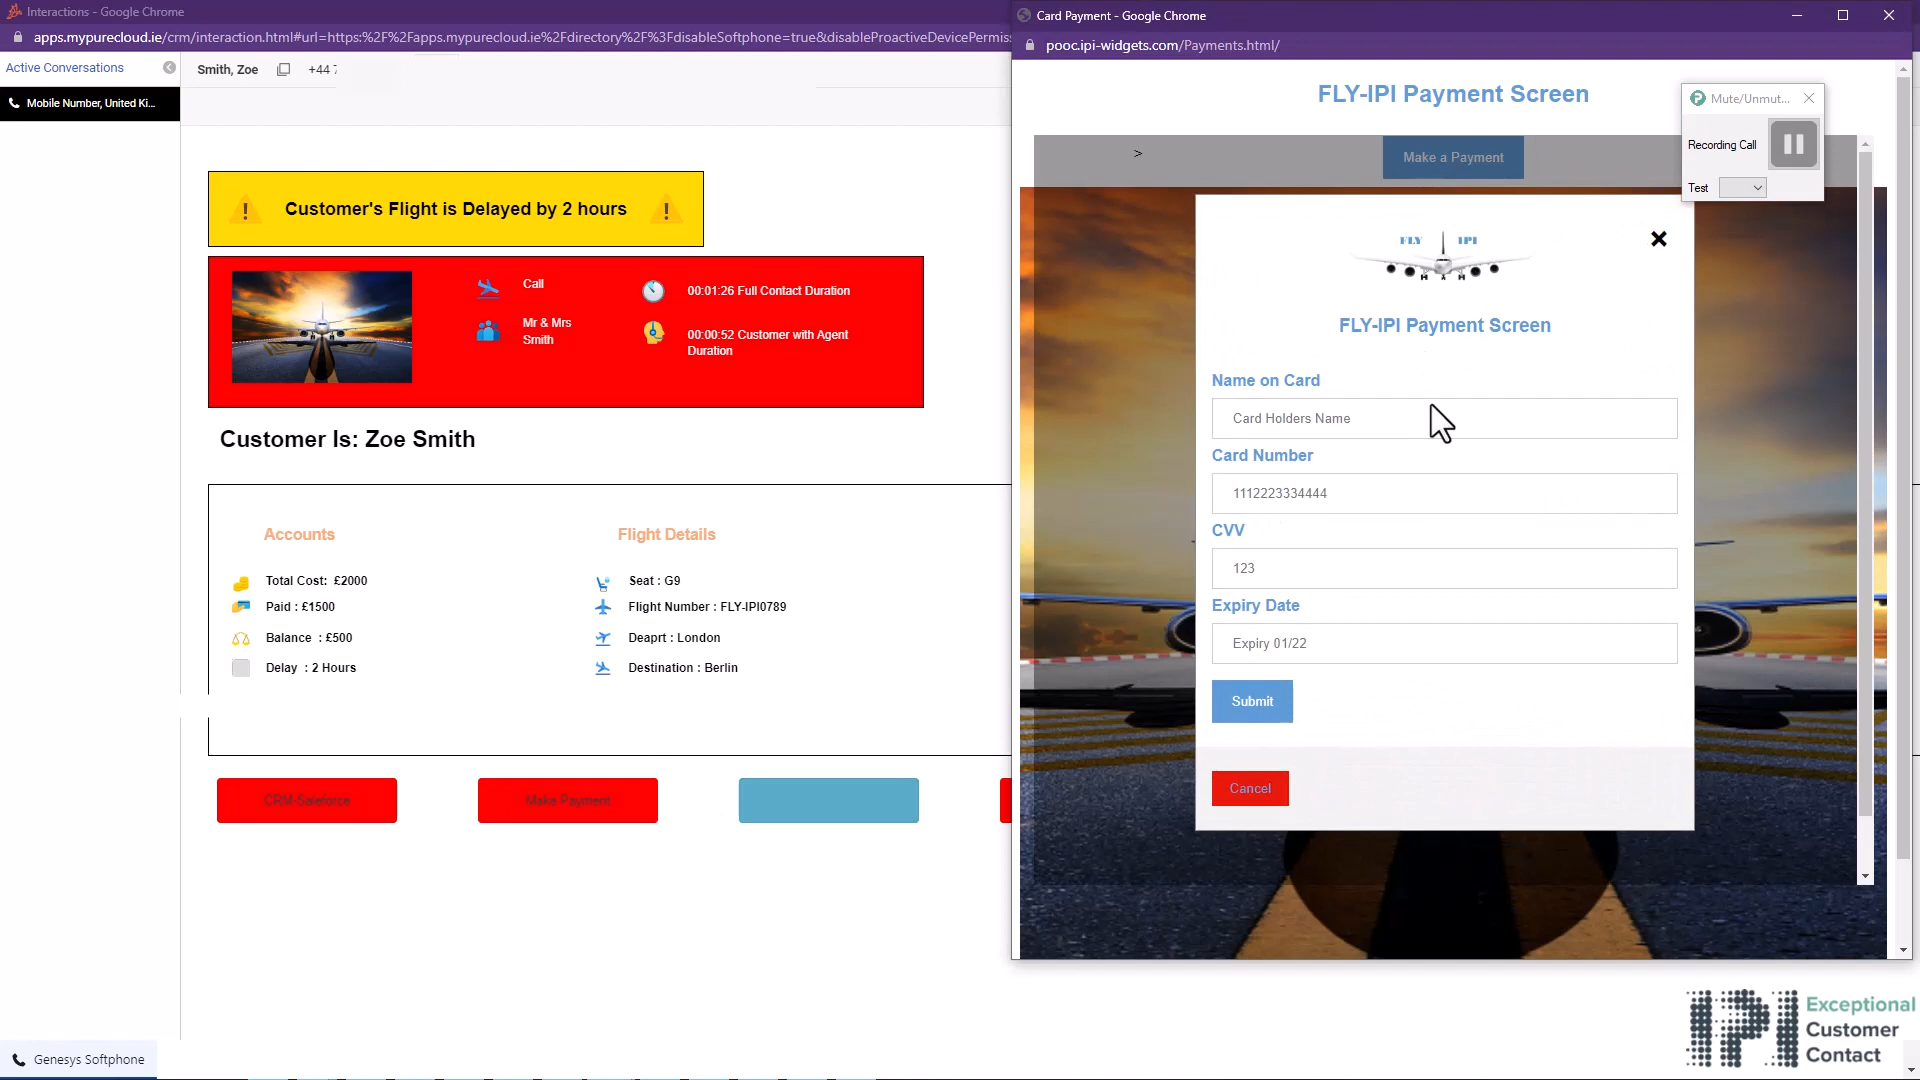 Interactions - Google Chrome
apps.mypurecloud.ie/crm/interaction.html#url=https:%2F%2Fapps.mypurecloud.ie%2Fdirectory%2F%3FdisableSoftphone=true&disableProactiveDevicePermiss
Active Conversations
Smith, Zoe
+44
Mobile Number, United Ki...
! Customer's Flight is Delayed by 2 hours !
Call
00:01:26 Full Contact Duration
Mr & Mrs
Smith
00:00:52 Customer with Agent
Duration
Customer Is: Zoe Smith
Accounts
Flight Details
Total Cost: £2000
Seat : G9
Paid : £1500
Flight Number : FLY-IPI0789
Balance : £500
Deaprt : London
Delay : 2 Hours
Destination : Berlin
CRM-Saleforce
Make Payment
Genesys Softphone
Card Payment - Google Chrome
pooc.ipi-widgets.com/Payments.html/
FLY-IPI Payment Screen
Mute/Unmut...
Recording Call
Test
>
Make a Payment
FLY IPI
FLY-IPI Payment Screen
Name on Card
Card Holders Name
Card Number
1112223334444
CVV
123
Expiry Date
Expiry 01/22
Submit
Cancel
IPI
Exceptional
Customer
Contact